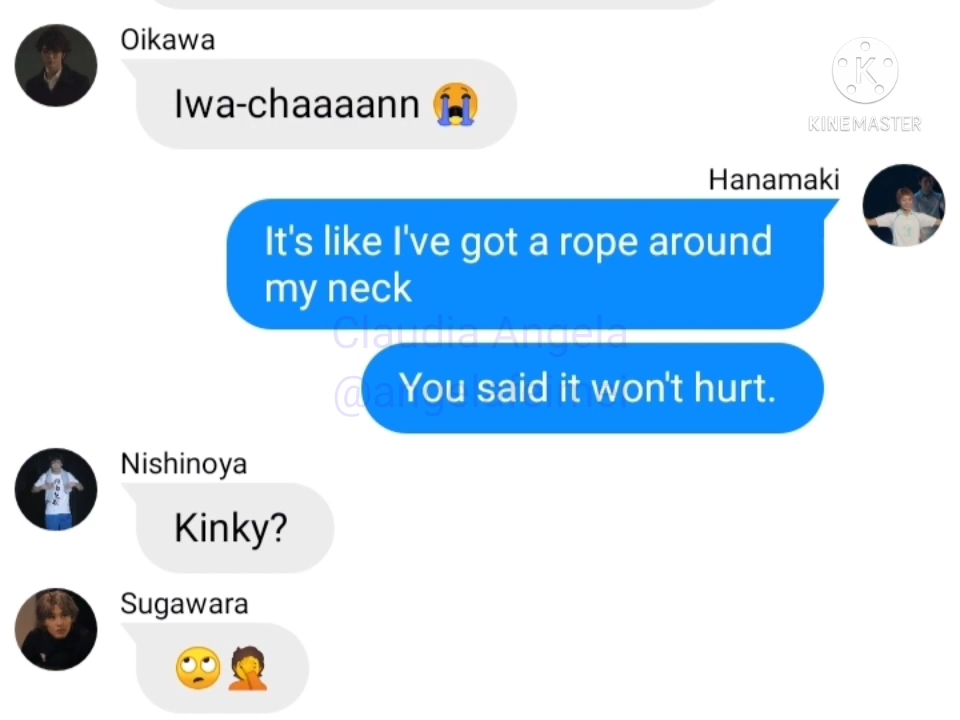 Oikawa
Iwa-chaaaann 😭
KINEMASTER
Hanamaki
It's like I've got a rope around
my neck
Claudia Angela
You said it won't hurt.
Nishinoya
Kinky?
Sugawara
🙄🤦